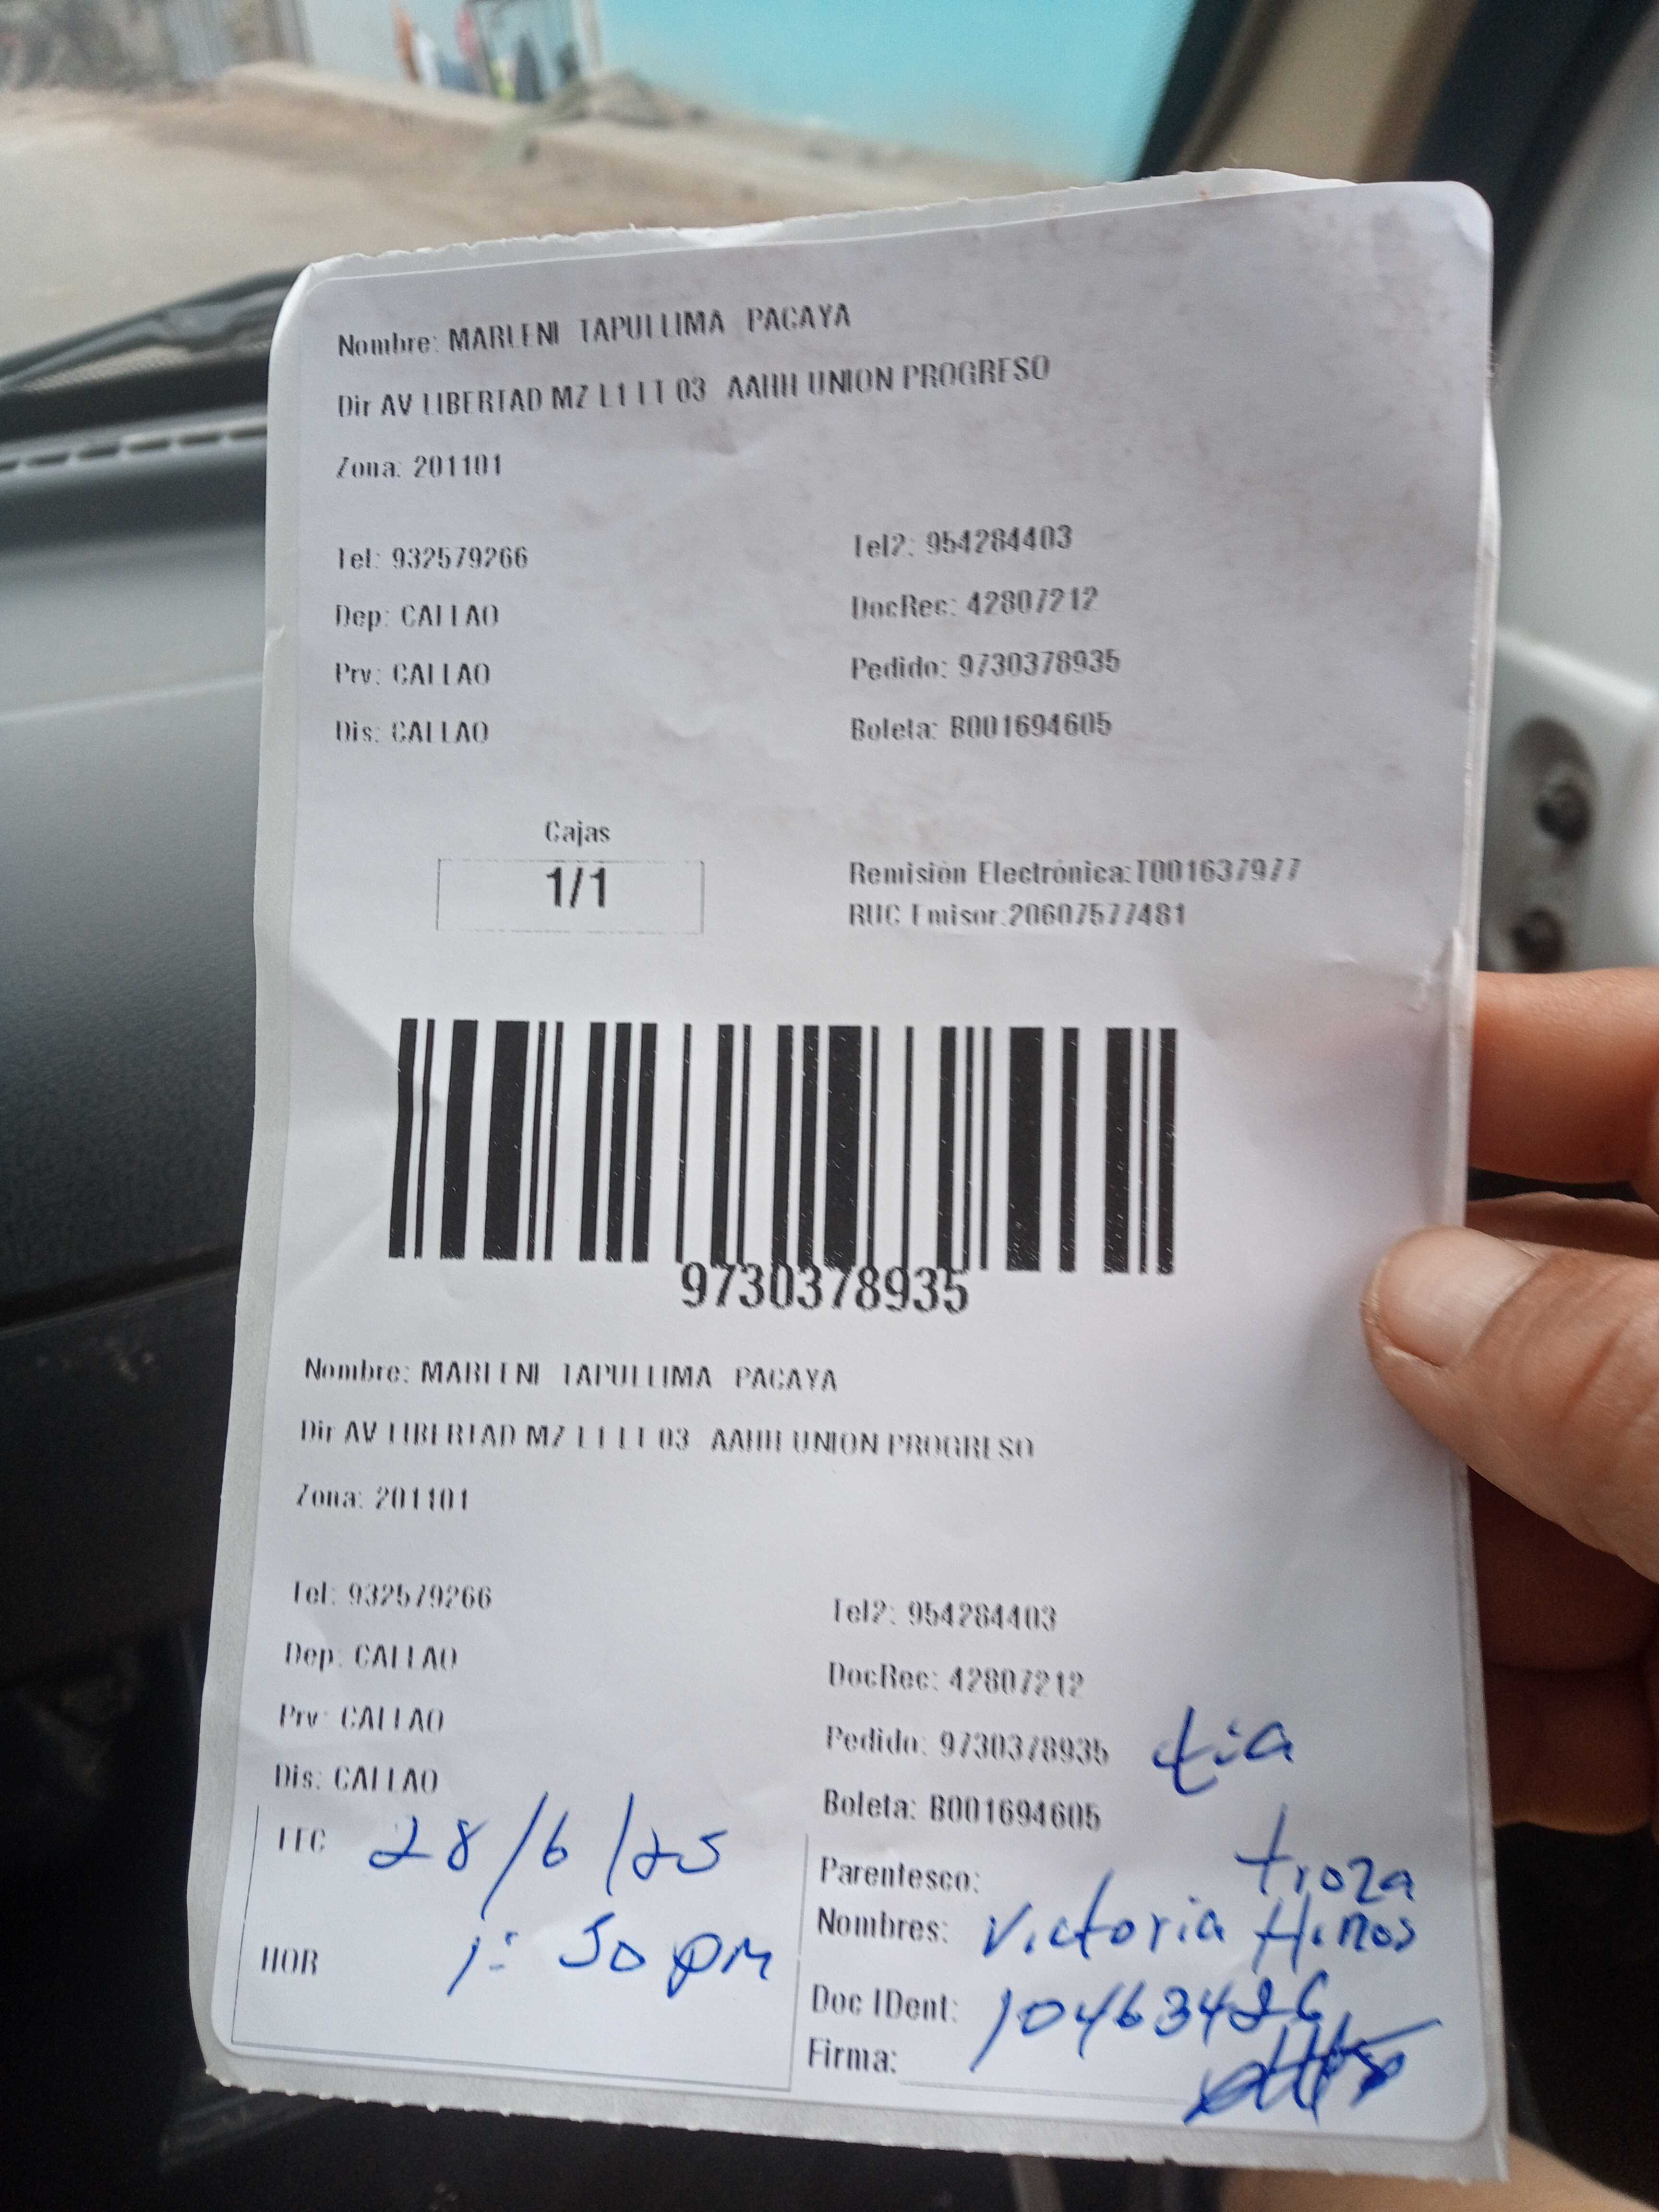 Nombre: MARLENI TAPULLIMA PACAYA
Dir AV LIBERTAD MZ L1 LT 03 AAHH UNION PROGRESO
Zona: 201101
Tel: 932579266 Tel2: 954284403
Dep: CALLAO DocRec: 42807212
Prv: CALLAO Pedido: 9730378935
Dis: CALLAO Boleta: B001694605
Cajas
1/1
Remisión Electrónica:T001637977
RUC Emisor:20607577481
9730378935
Nombre: MARLENI TAPULLIMA PACAYA
Dir AV LIBERTAD MZ L1 LT 03 AAHH UNION PROGRESO
Zona: 201101
Tel: 932579266 Tel2: 954284403
Dep: CALLAO DocRec: 42807212
Prv: CALLAO Pedido: 9730378935 tia
Dis: CALLAO Boleta: B001694605
FEC 28/6/25
Parentesco: troza
Nombres: Victoria Hinos
HOR 1:50 pm
Doc IDent: 10463426
Firma: